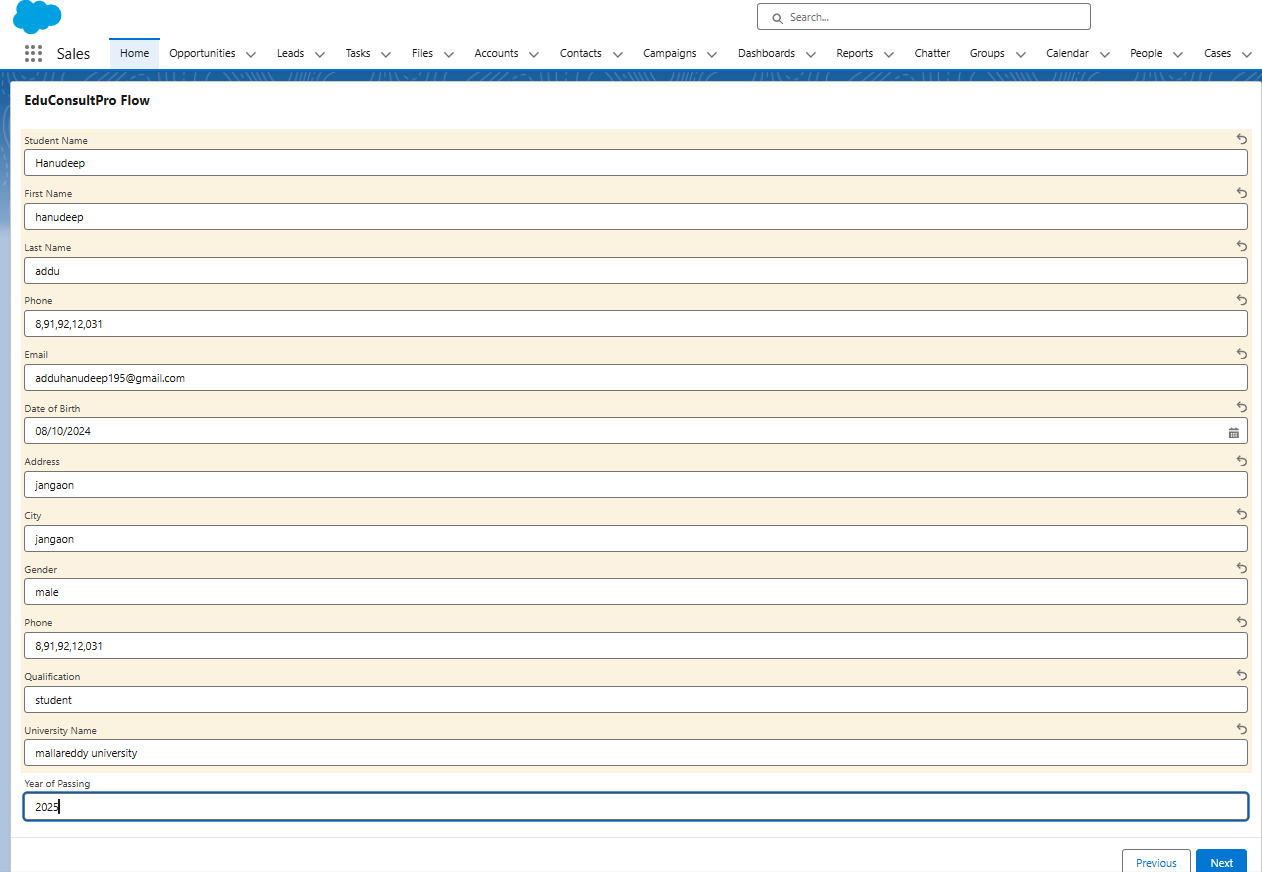 Search...
Sales Home Opportunities Leads Tasks Files Accounts Contacts Campaigns Dashboards Reports Chatter Groups Calendar People Cases
EduConsultPro Flow
Student Name
Hanudeep
First Name
hanudeep
Last Name
addu
Phone
8,91,92,12,031
Email
adduhanudeep195@gmail.com
Date of Birth
08/10/2024
Address
jangaon
City
jangaon
Gender
male
Phone
8,91,92,12,031
Qualification
student
University Name
mallareddy university
Year of Passing
2025
Previous Next